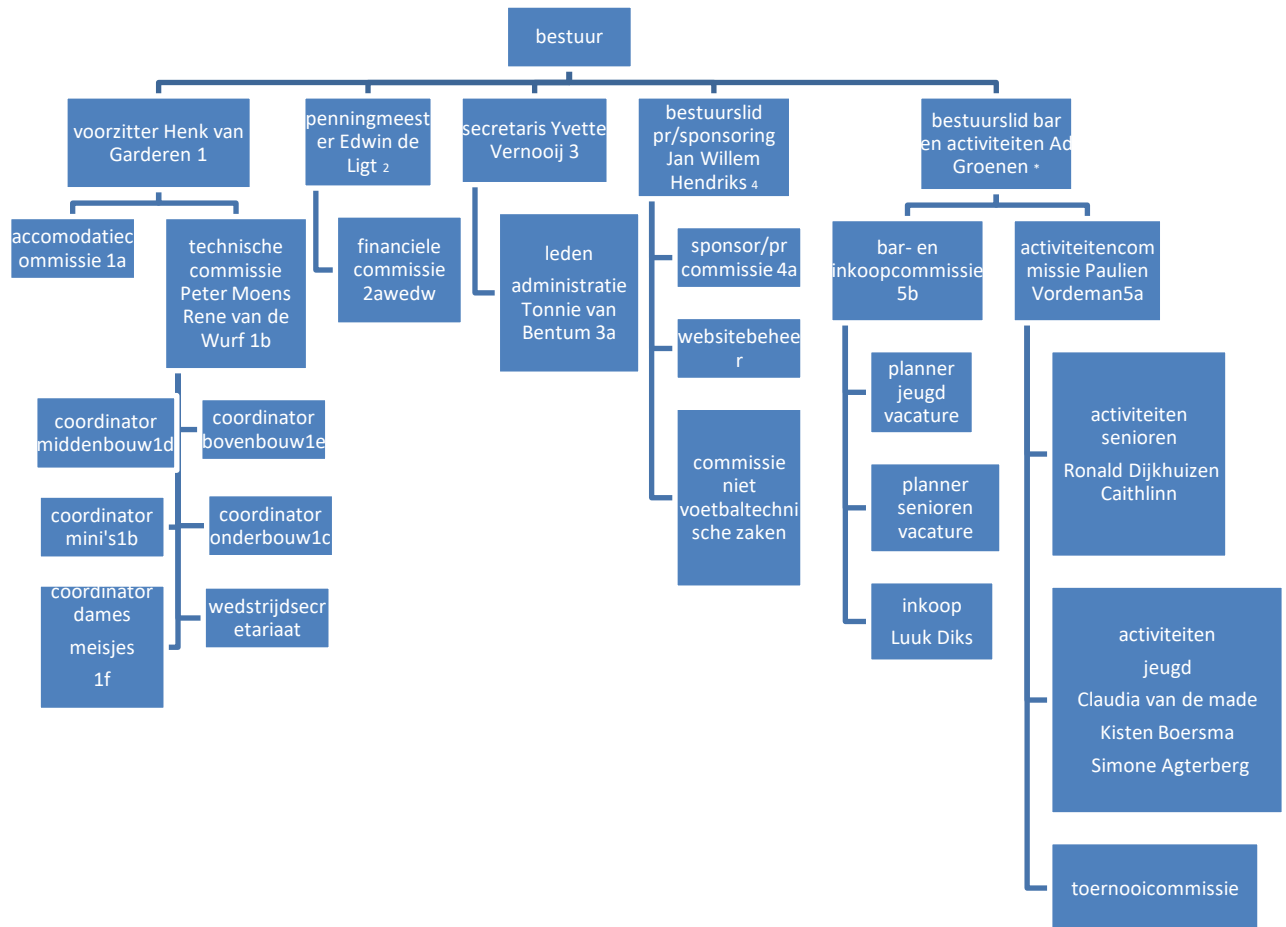 bestuur
voorzitter Henk van
Garderen 1
penningmeest
er Edwin de
Ligt 2
secretaris Yvette
Vernooij 3
bestuurslid
pr/sponsoring
Jan Willem
Hendriks 4
bestuurslid bar
en activiteiten Ad
Groenen *
accomodatiec
ommissie 1a
technische
commissie
Peter Moens
Rene van de
Wurf 1b
coordinator
middenbouw1d
coordinator
bovenbouw1e
coordinator
mini's1b
coordinator
onderbouw1c
coordinator
dames
meisjes
1f
wedstrijdsecr
etariaat
financiele
commissie
2awedw
leden
administratie
Tonnie van
Bentum 3a
sponsor/pr
commissie 4a
websitebehee
r
commissie
niet
voetbaltechni
sche zaken
bar- en
inkoopcommissie
5b
planner
jeugd
vacature
planner
senioren
vacature
inkoop
Luuk Diks
activiteitencom
missie Paulien
Vordeman5a
activiteiten
senioren
Ronald Dijkhuizen
Caithlinn
activiteiten
jeugd
Claudia van de made
Kisten Boersma
Simone Agterberg
toernooicommissie